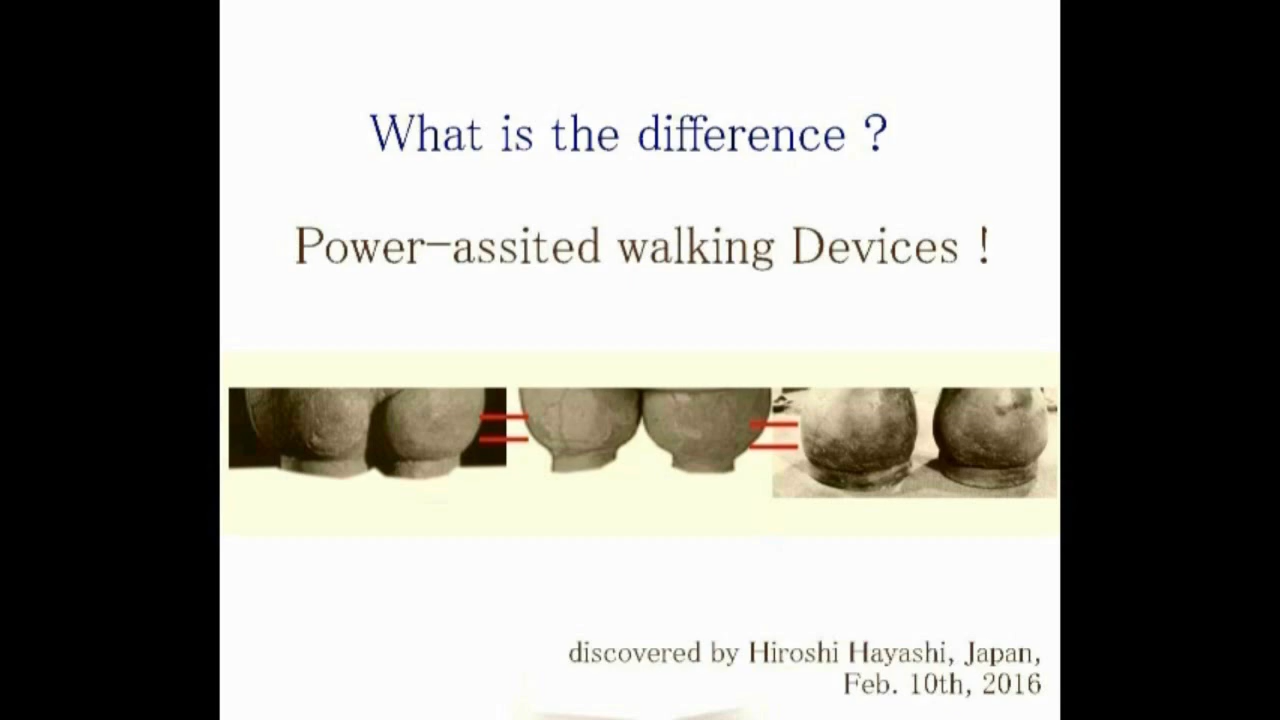 What is the difference ?
Power-assited walking Devices !
discovered by Hiroshi Hayashi, Japan,
Feb. 10th, 2016